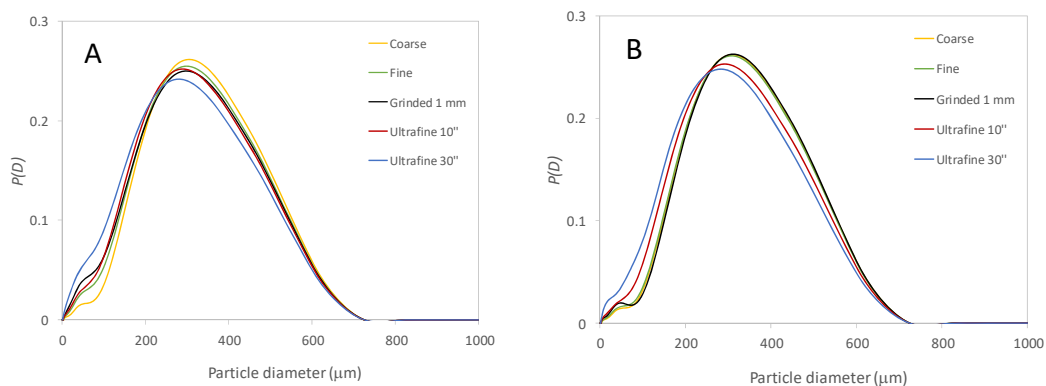 A
0.3
0.2
0.1
0
P(D)
0
200
400
600
800
1000
Particle diameter (μm)
Coarse
Fine
Grinded 1 mm
Ultrafine 10''
Ultrafine 30''
B
0.3
0.2
0.1
0
P(D)
0
200
400
600
800
1000
Particle diameter (μm)
Coarse
Fine
Grinded 1 mm
Ultrafine 10''
Ultrafine 30''